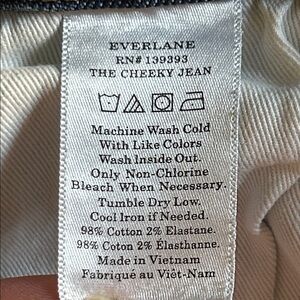 EVERLANE
RN# 139393
THE CHEEKY JEAN
Machine Wash Cold
With Like Colors
Wash Inside Out.
Only Non-Chlorine
Bleach When Necessary.
Tumble Dry Low.
Cool Iron if Needed.
98% Cotton 2% Elastane.
98% Coton 2% Elasthanne.
Made in Vietnam
Fabriqué au Viêt-Nam